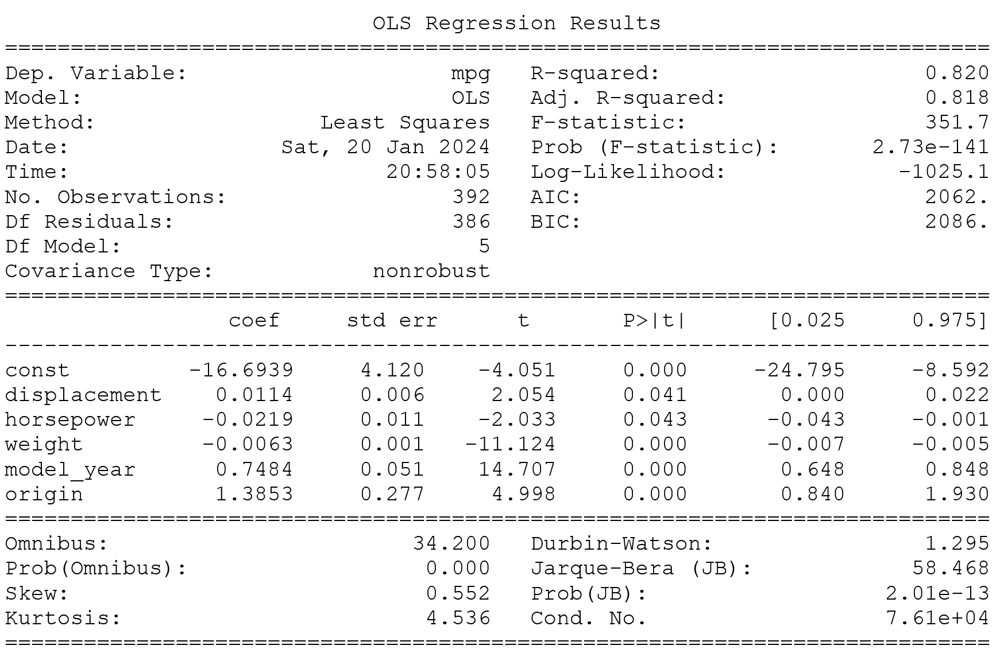 OLS Regression Results
==============================================================================
Dep. Variable:                    mpg   R-squared:                       0.820
Model:                            OLS   Adj. R-squared:                  0.818
Method:                 Least Squares   F-statistic:                     351.7
Date:                Sat, 20 Jan 2024   Prob (F-statistic):          2.73e-141
Time:                        20:58:05   Log-Likelihood:                -1025.1
No. Observations:                 392   AIC:                             2062.
Df Residuals:                     386   BIC:                             2086.
Df Model:                           5
Covariance Type:            nonrobust
==============================================================================
                 coef    std err          t      P>|t|      [0.025      0.975]
------------------------------------------------------------------------------
const        -16.6939      4.120     -4.051      0.000     -24.795      -8.592
displacement   0.0114      0.006      2.054      0.041       0.000       0.022
horsepower    -0.0219      0.011     -2.033      0.043      -0.043      -0.001
weight        -0.0063      0.001    -11.124      0.000      -0.007      -0.005
model_year     0.7484      0.051     14.707      0.000       0.648       0.848
origin         1.3853      0.277      4.998      0.000       0.840       1.930
==============================================================================
Omnibus:                       34.200   Durbin-Watson:                   1.295
Prob(Omnibus):                  0.000   Jarque-Bera (JB):               58.468
Skew:                           0.552   Prob(JB):                     2.01e-13
Kurtosis:                       4.536   Cond. No.                     7.61e+04
==============================================================================